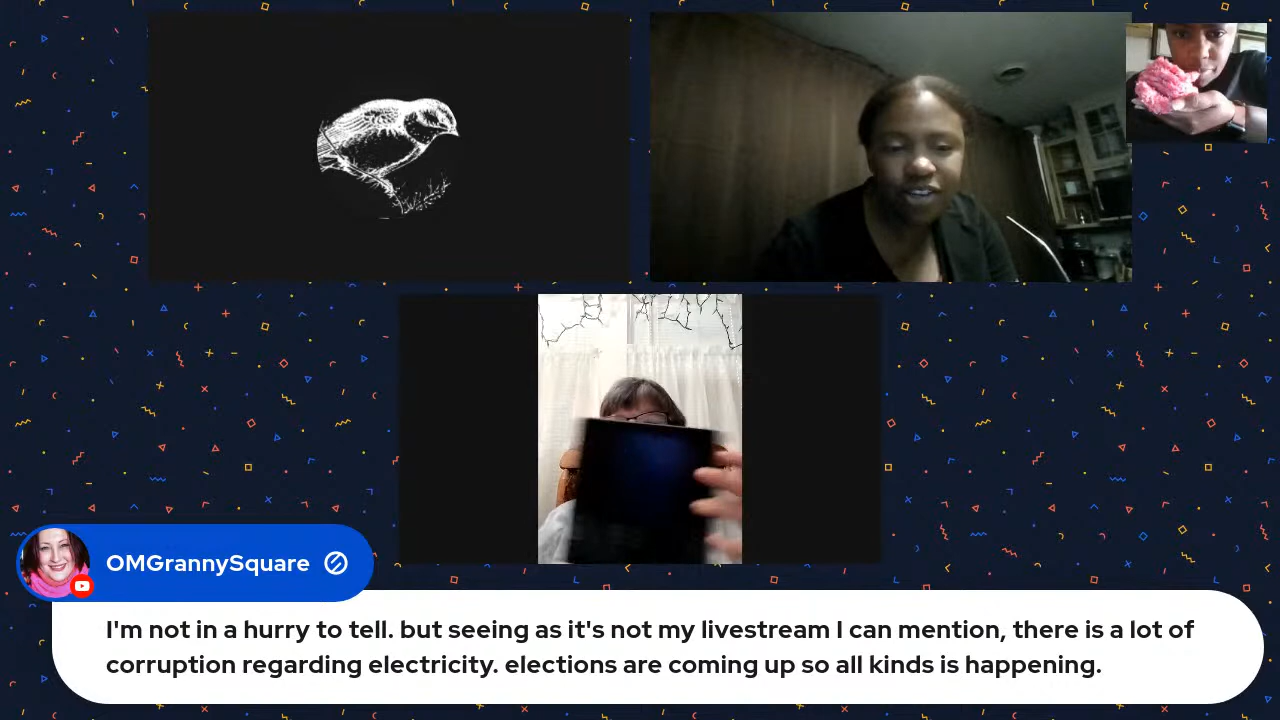 OMGrannySquare
I'm not in a hurry to tell. but seeing as it's not my livestream I can mention, there is a lot of
corruption regarding electricity. elections are coming up so all kinds is happening.